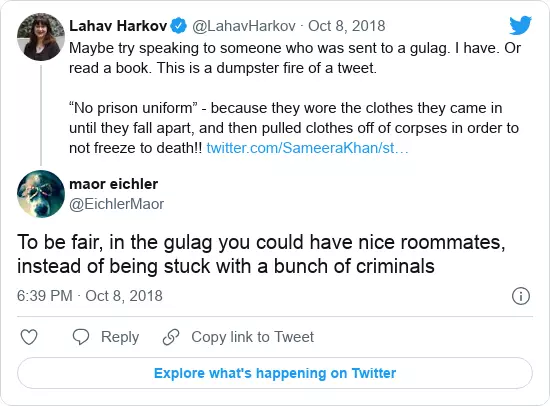 Lahav Harkov @LahavHarkov · Oct 8, 2018
Maybe try speaking to someone who was sent to a gulag. I have. Or
read a book. This is a dumpster fire of a tweet.
“No prison uniform” - because they wore the clothes they came in
until they fall apart, and then pulled clothes off of corpses in order to
not freeze to death!! twitter.com/SameeraKhan/st…
maor eichler
@EichlerMaor
To be fair, in the gulag you could have nice roommates,
instead of being stuck with a bunch of criminals
6:39 PM · Oct 8, 2018
Reply
Copy link to Tweet
Explore what's happening on Twitter